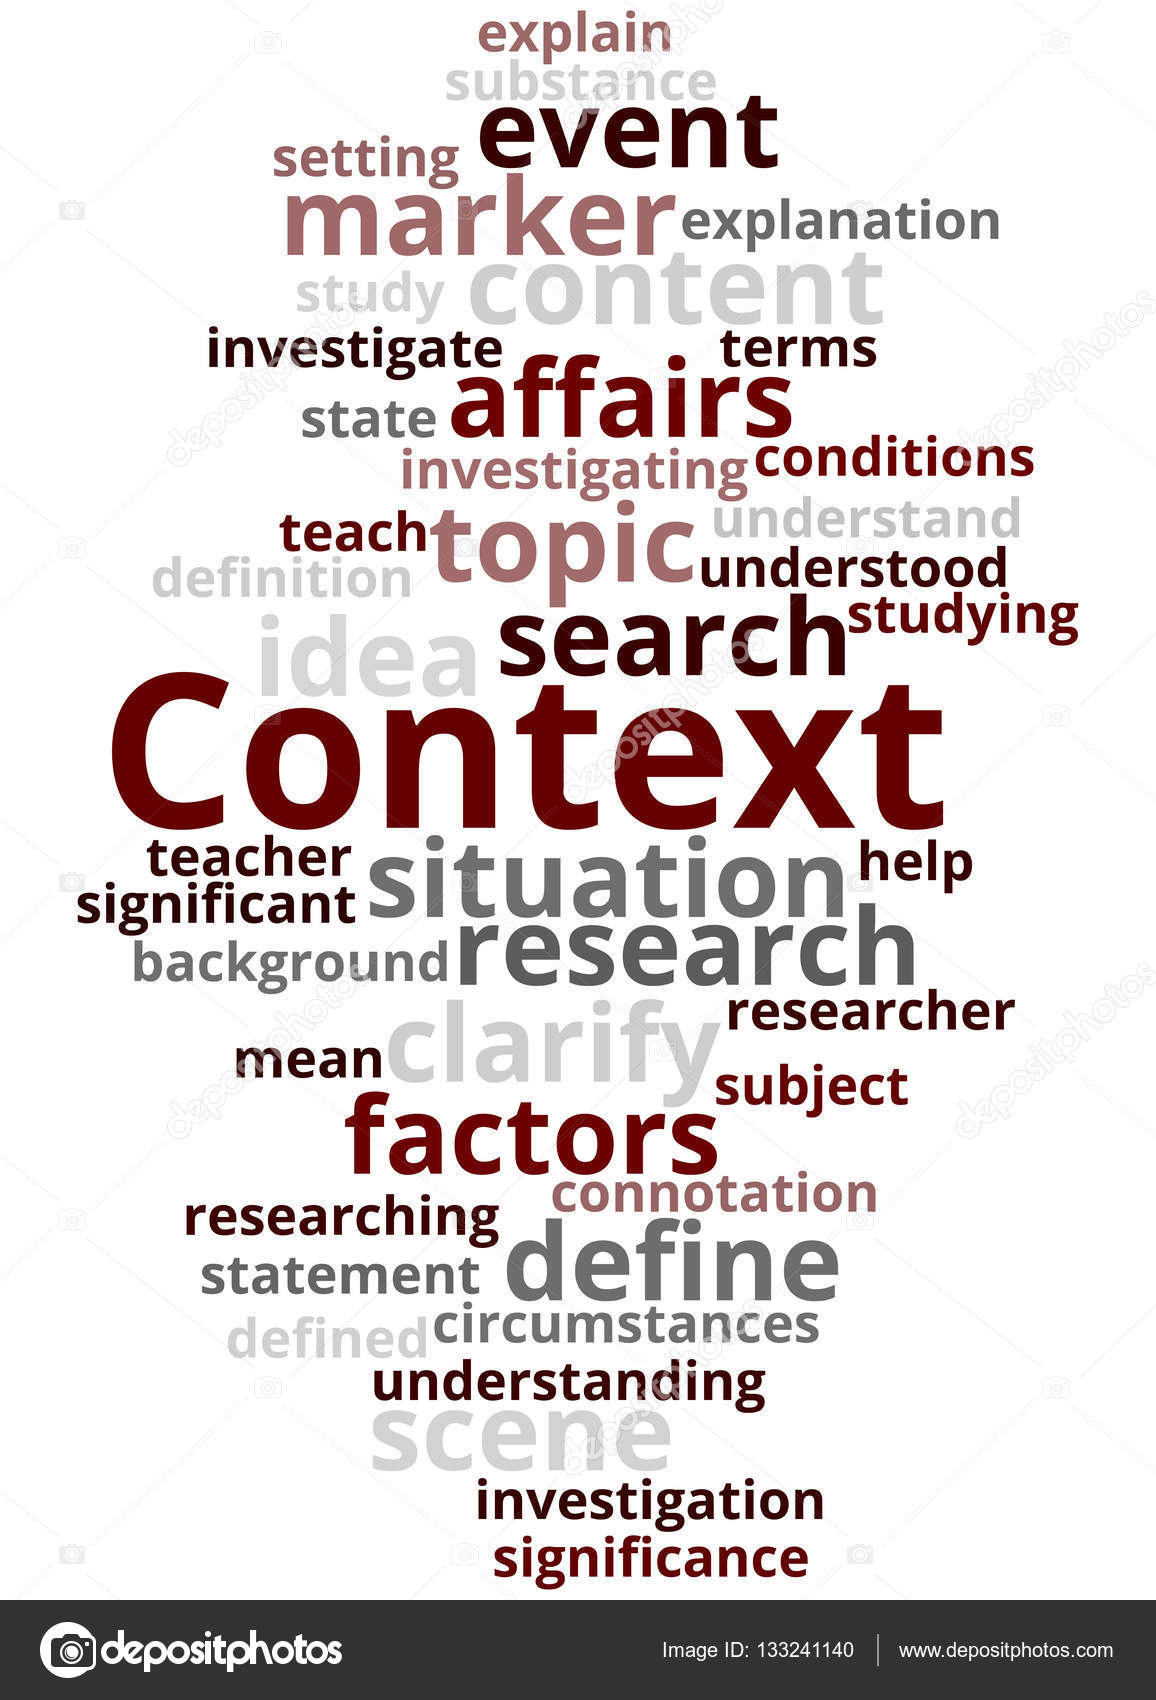 explain
substance
event
setting
marker
explanation
study
content
investigate
terms
affairs
state
investigating
conditions
teach
topic
understand
definition
understood
idea
search
studying
Context
teacher
situation
help
significant
background
research
researcher
mean
clarify
subject
factors
connotation
researching
define
statement
defined
circumstances
understanding
scene
investigation
significance
depositphotos
Image ID: 133241140
www.depositphotos.com